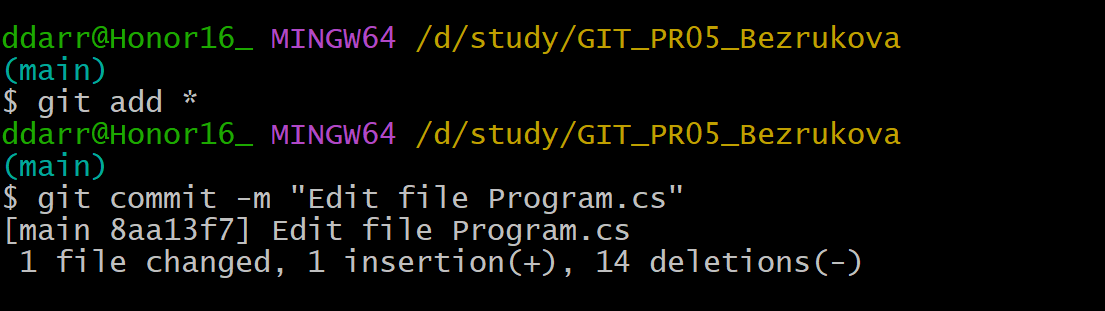 ddarr@Honor16_ MINGW64 /d/study/GIT_PR05_Bezrukova
(main)
$ git add *
ddarr@Honor16_ MINGW64 /d/study/GIT_PR05_Bezrukova
(main)
$ git commit -m "Edit file Program.cs"
[main 8aa13f7] Edit file Program.cs
 1 file changed, 1 insertion(+), 14 deletions(-)